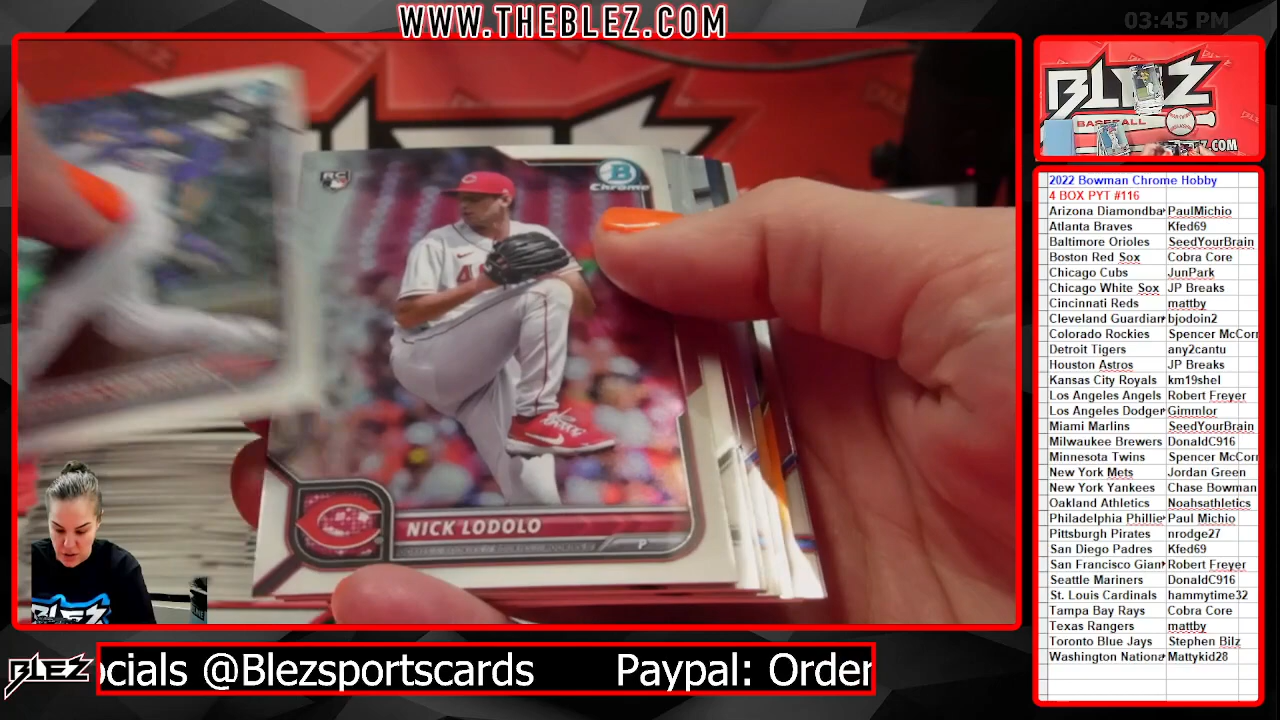 WWW.THEBLEZ.COM
03:45 PM
BLEZ
BASEBALL
.COM
RC
B
Chrome
NICK LODOLO
P
2022 Bowman Chrome Hobby
4 BOX PYT #116
Arizona Diamondba PaulMichio
Atlanta Braves Kfed69
Baltimore Orioles SeedYourBrain
Boston Red Sox Cobra Core
Chicago Cubs JunPark
Chicago White Sox JP Breaks
Cincinnati Reds mattby
Cleveland Guardian bjodoin2
Colorado Rockies Spencer McCorr
Detroit Tigers any2cantu
Houston Astros JP Breaks
Kansas City Royals km19shel
Los Angeles Angels Robert Freyer
Los Angeles Dodger Gimmlor
Miami Marlins SeedYourBrain
Milwaukee Brewers DonaldC916
Minnesota Twins Spencer McCorr
New York Mets Jordan Green
New York Yankees Chase Bowman
Oakland Athletics Noahsathletics
Philadelphia Phillie Paul Michio
Pittsburgh Pirates nrodge27
San Diego Padres Kfed69
San Francisco Giant Robert Freyer
Seattle Mariners DonaldC916
St. Louis Cardinals hammytime32
Tampa Bay Rays Cobra Core
Texas Rangers mattby
Toronto Blue Jays Stephen Bilz
Washington Nationa Mattykid28
BLEZ
BLEZ
ocials @Blezsportscards Paypal: Order